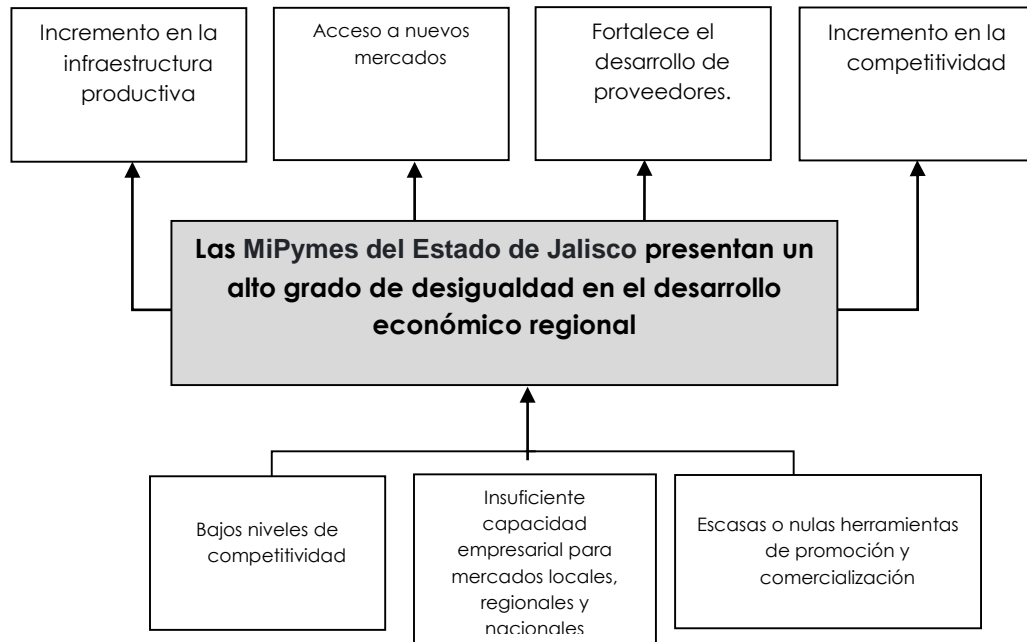 Incremento en la
infraestructura
productiva
Acceso a nuevos
mercados
Fortalece el
desarrollo de
proveedores.
Incremento en la
competitividad
Las MiPymes del Estado de Jalisco presentan un
alto grado de desigualdad en el desarrollo
económico regional
Bajos niveles de
competitividad
Insuficiente
capacidad
empresarial para
mercados locales,
regionales y
nacionales
Escasas o nulas herramientas
de promoción y
comercialización